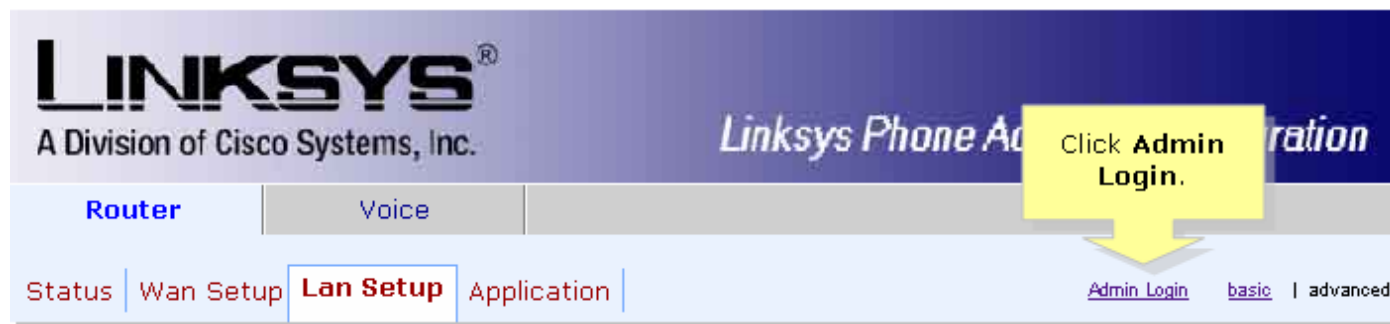 LINKSYS®
A Division of Cisco Systems, Inc.
Linksys Phone Ad
ration
Click Admin
Login.
Router
Voice
Status
Wan Setup
Lan Setup
Application
Admin Login
basic | advanced